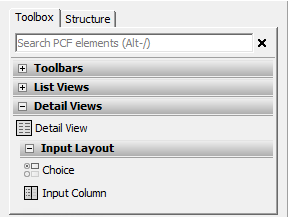 Toolbox Structure
Search PCF elements (Alt-/)
Toolbars
List Views
Detail Views
Detail View
Input Layout
Choice
Input Column